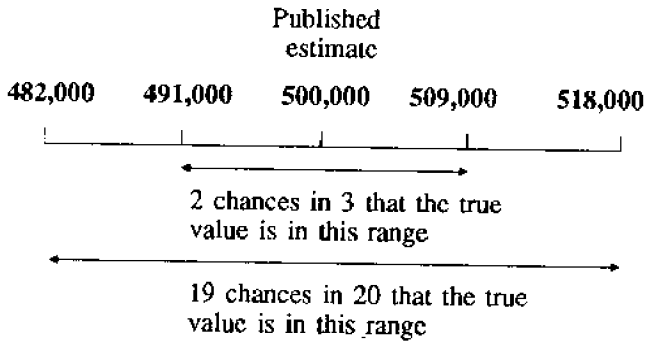 Published
estimate
482,000 491,000 500,000 509,000 518,000
2 chances in 3 that the true
value is in this range
19 chances in 20 that the true
value is in this range